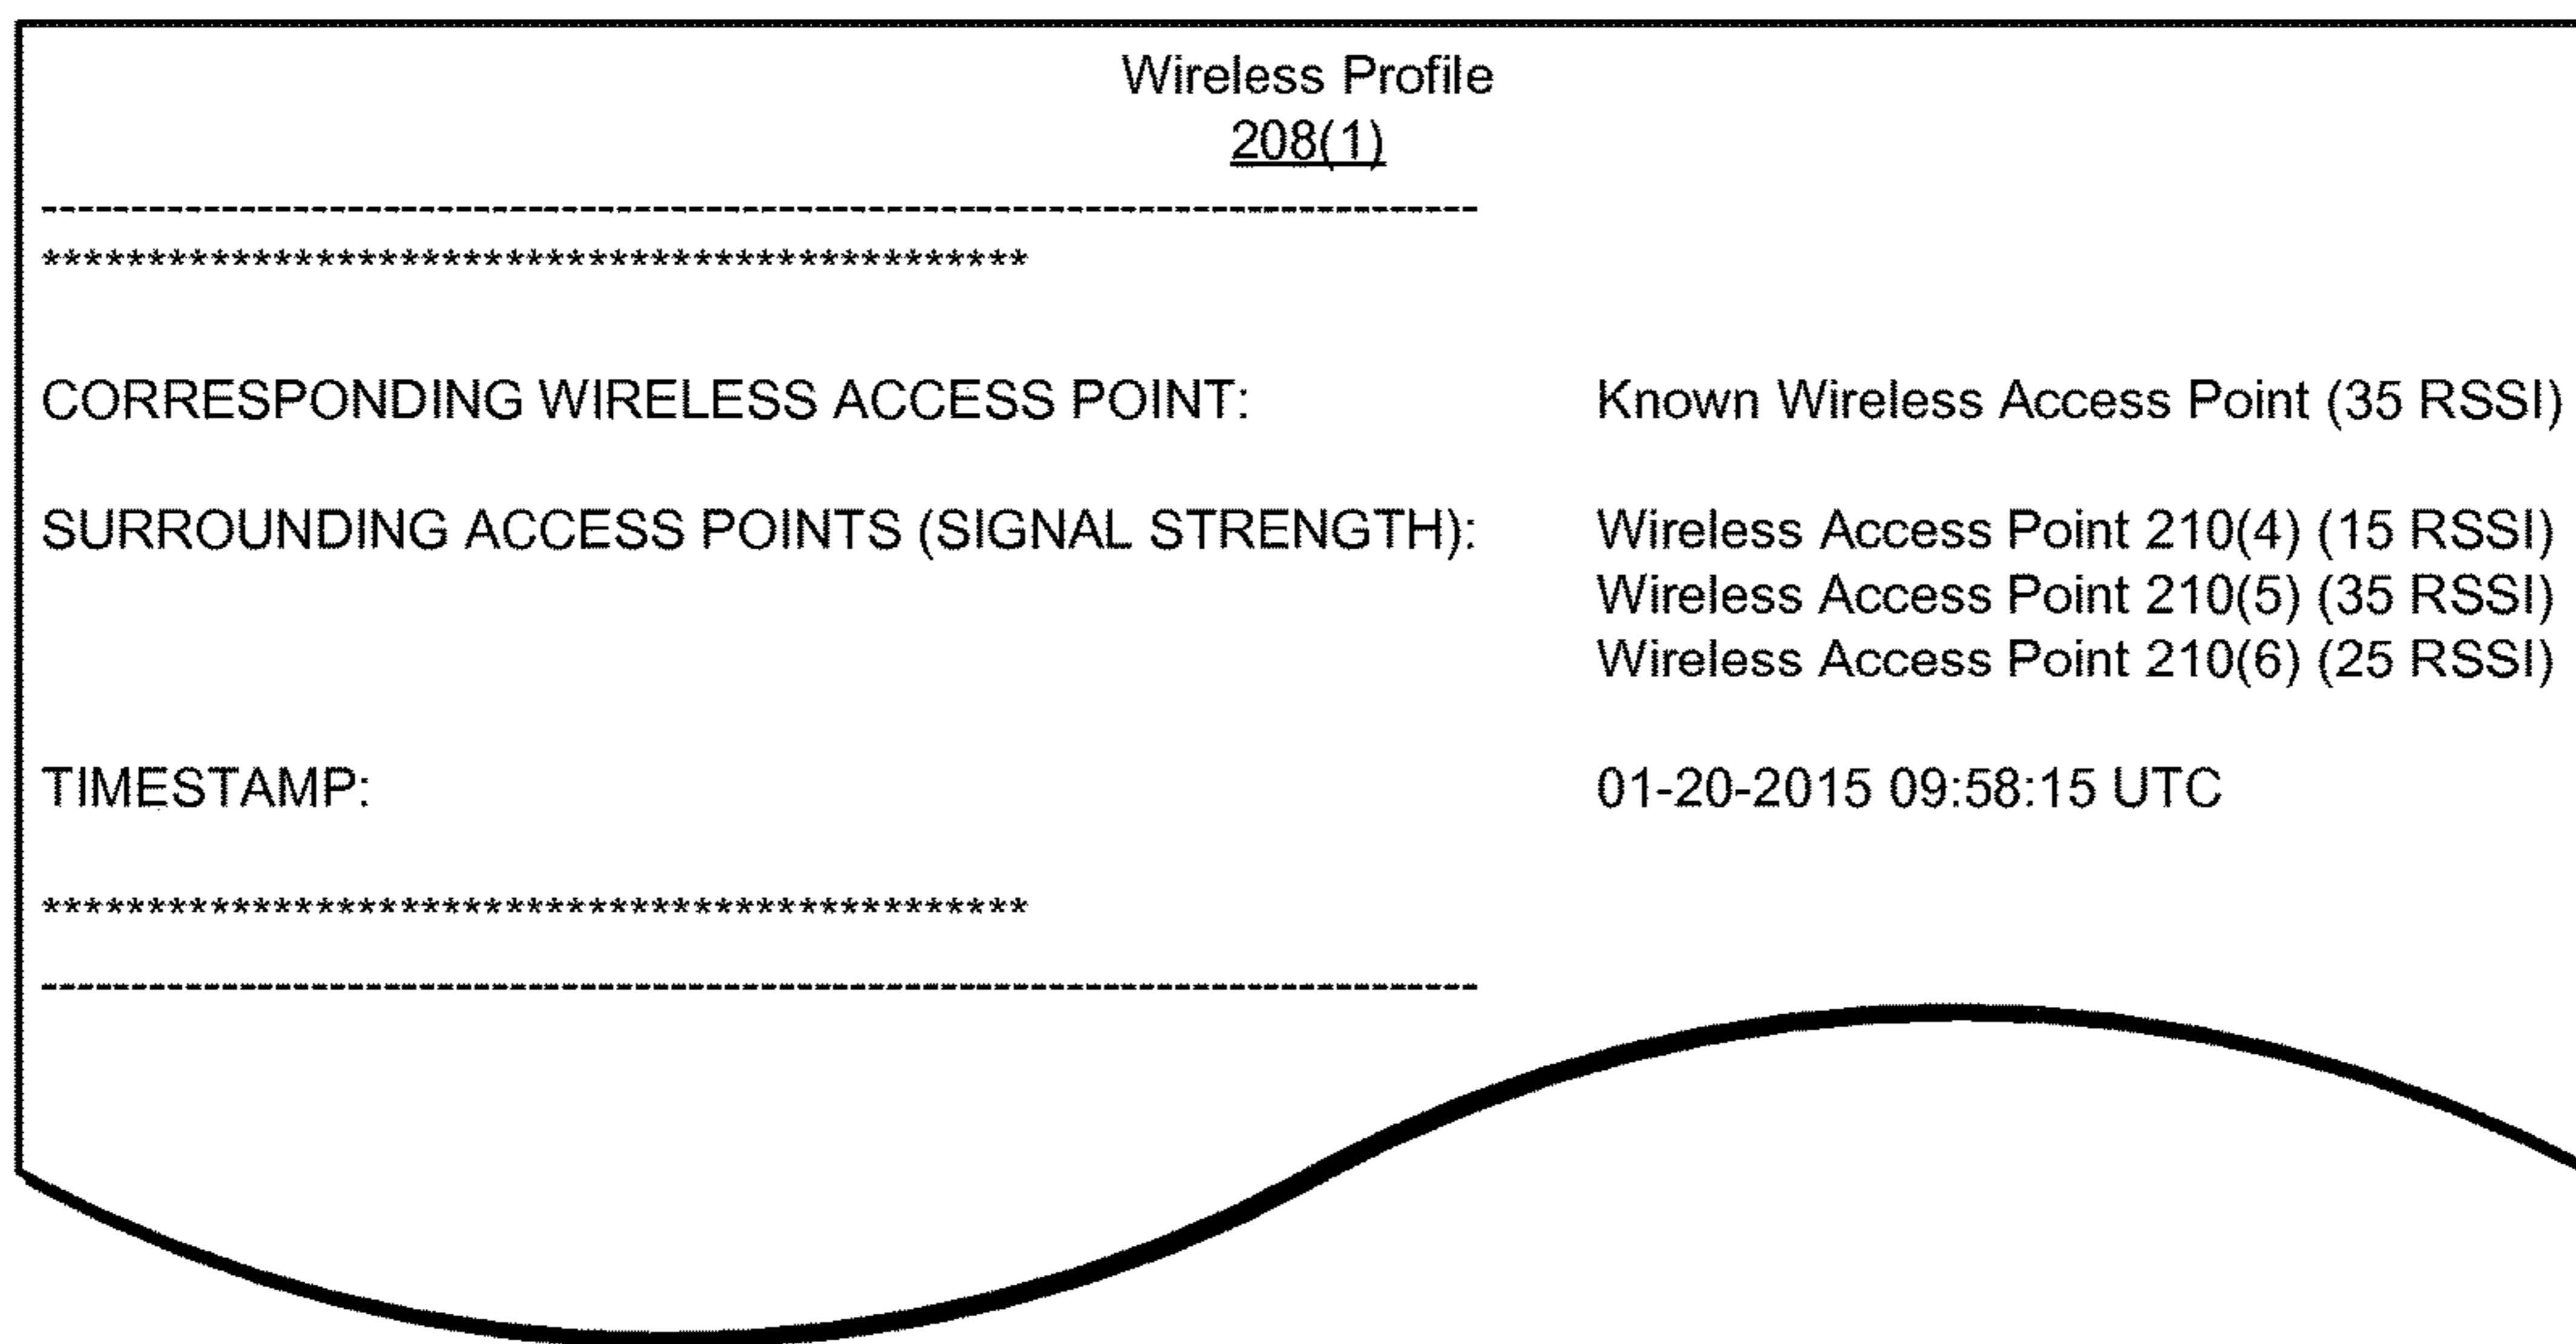 Wireless Profile
208(1)
--------------------------------------------------------------------------------
***********************************************
CORRESPONDING WIRELESS ACCESS POINT: Known Wireless Access Point (35 RSSI)
SURROUNDING ACCESS POINTS (SIGNAL STRENGTH): Wireless Access Point 210(4) (15 RSSI)
Wireless Access Point 210(5) (35 RSSI)
Wireless Access Point 210(6) (25 RSSI)
TIMESTAMP: 01-20-2015 09:58:15 UTC
***********************************************
--------------------------------------------------------------------------------